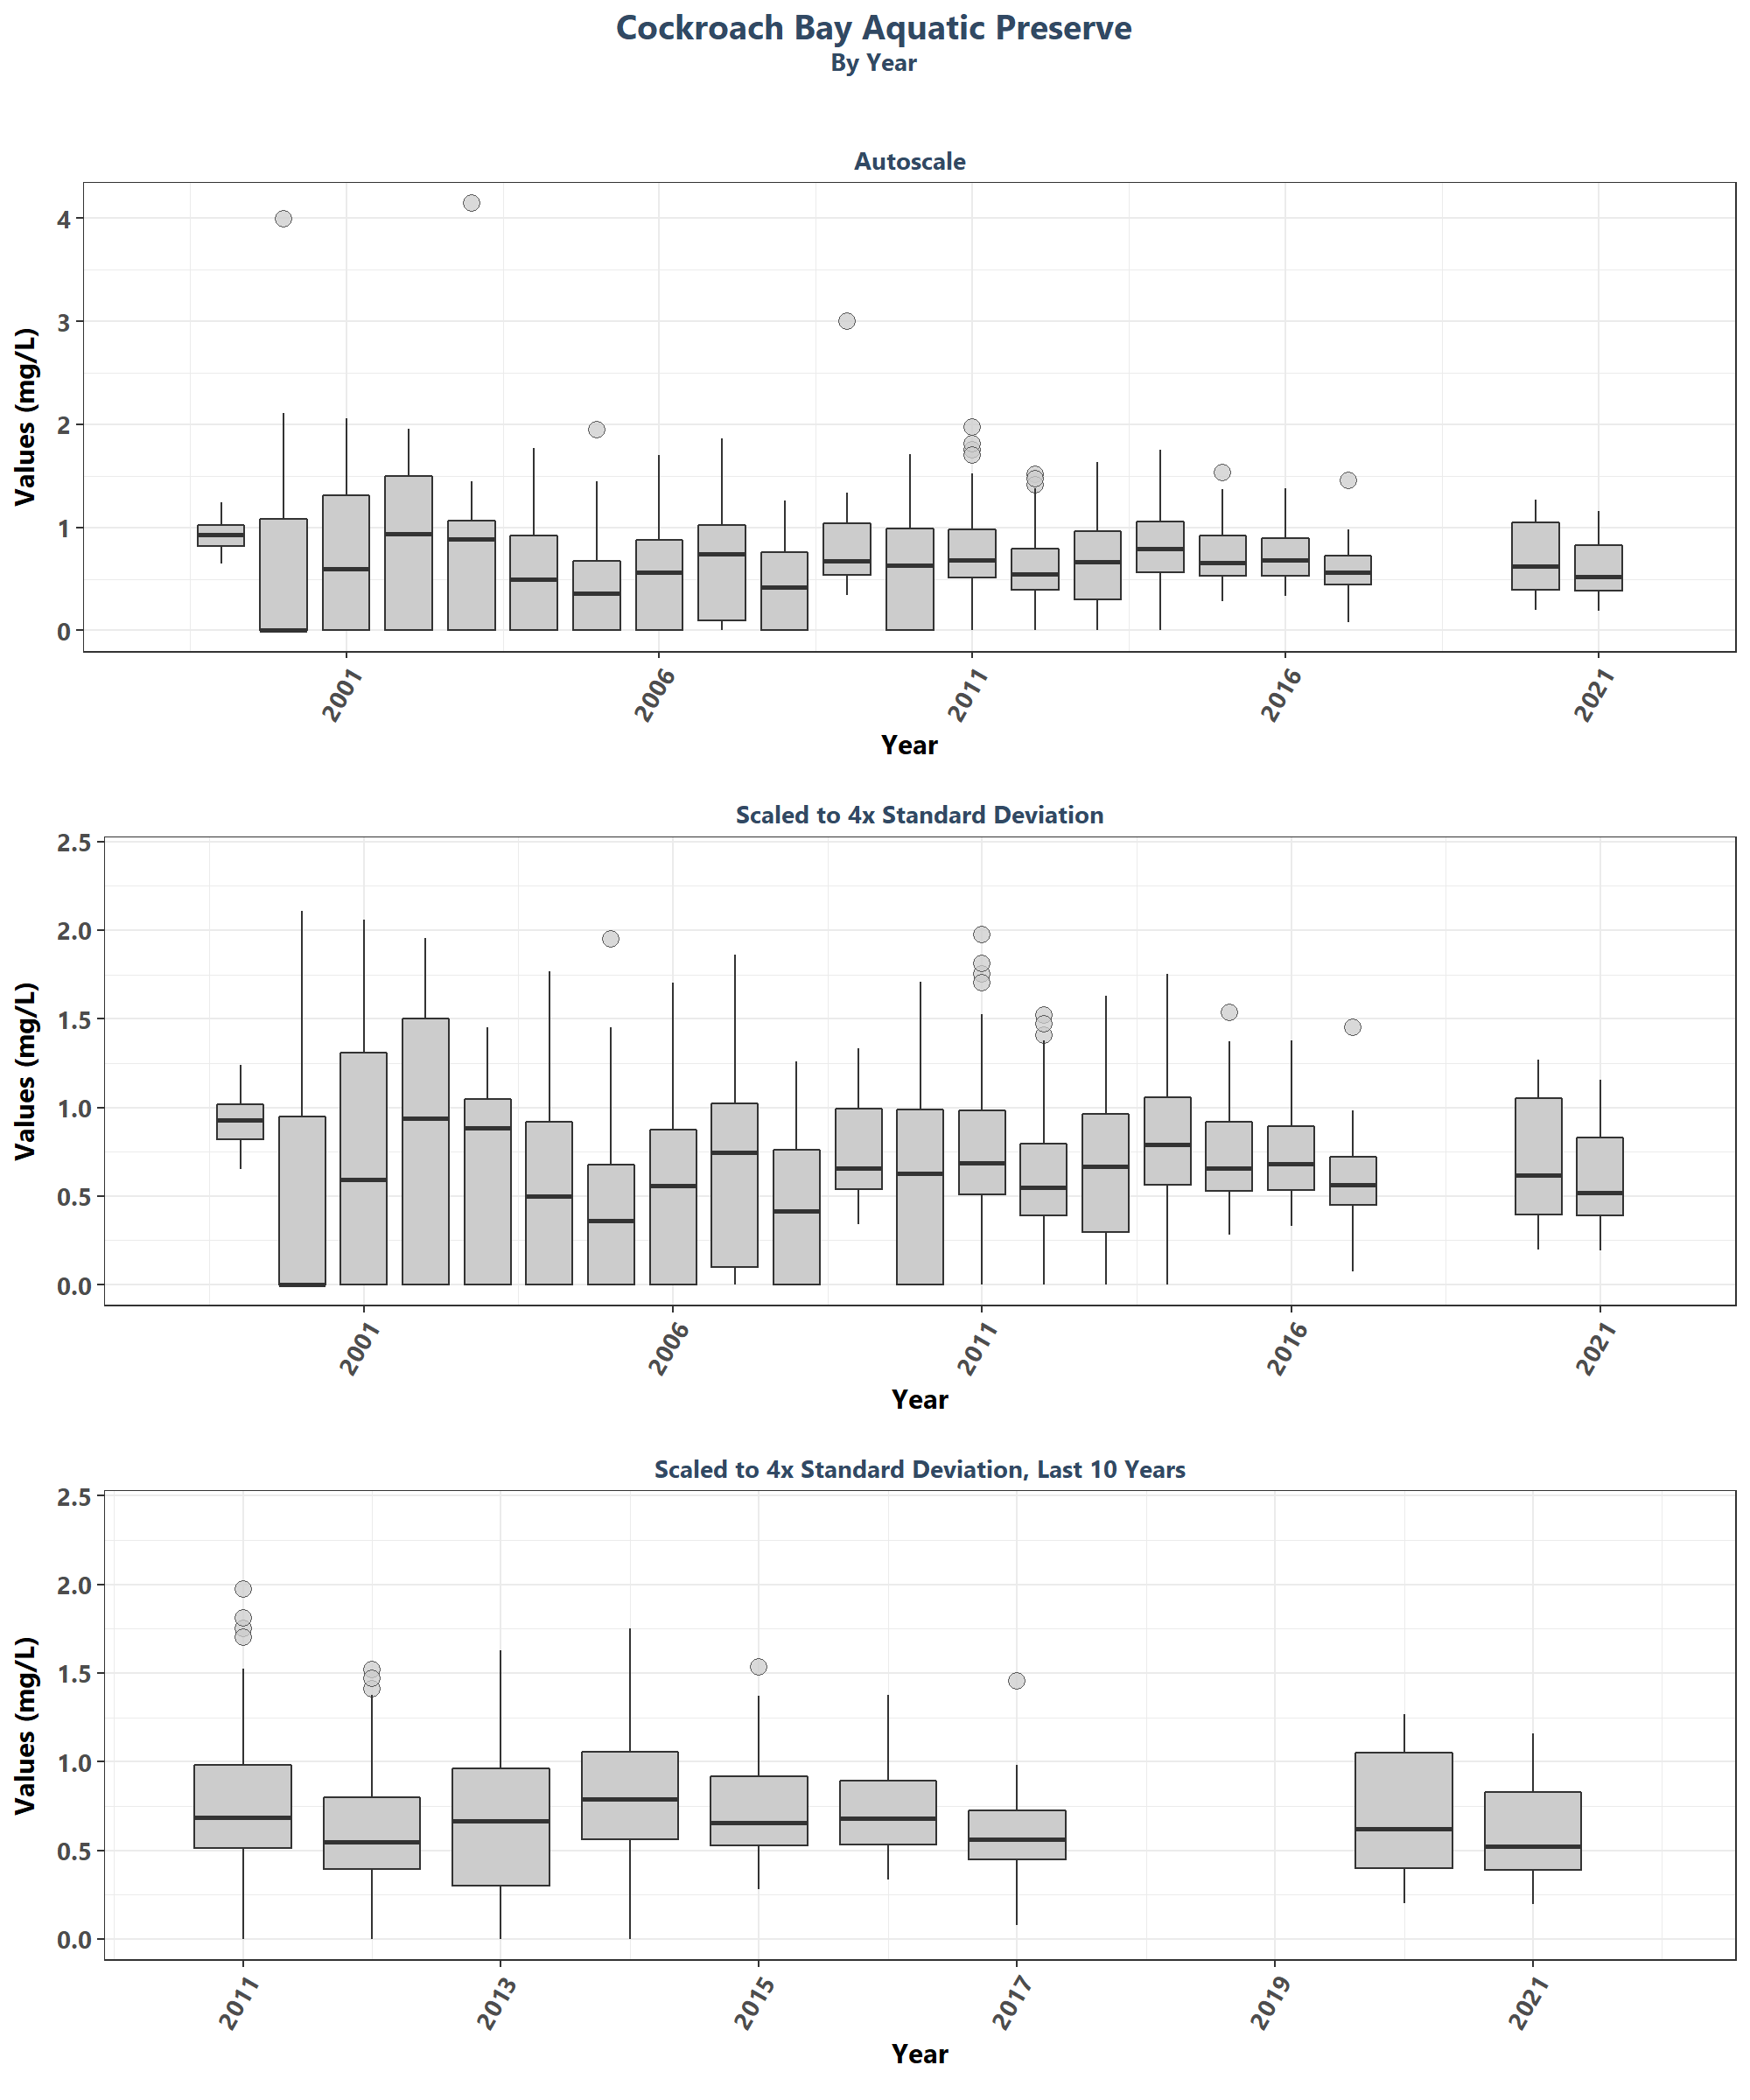 Cockroach Bay Aquatic Preserve
By Year
Autoscale
Values (mg/L)
4
3
2
1
0
2001 2006 2011 2016 2021
Year
Scaled to 4x Standard Deviation
Values (mg/L)
2.5
2.0
1.5
1.0
0.5
0.0
2001 2006 2011 2016 2021
Year
Scaled to 4x Standard Deviation, Last 10 Years
Values (mg/L)
2.5
2.0
1.5
1.0
0.5
0.0
2011 2013 2015 2017 2019 2021
Year